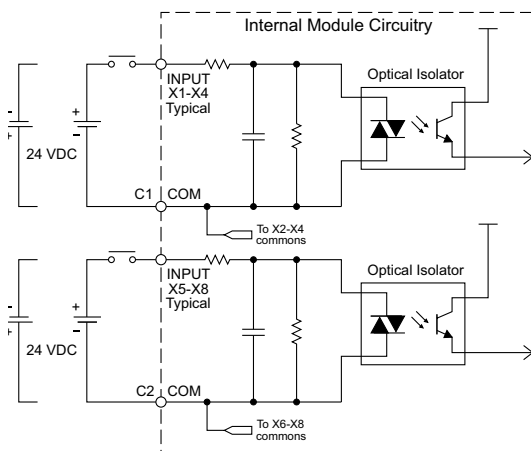 Internal Module Circuitry
INPUT
X1-X4
Typical
Optical Isolator
- +
+ -
24 VDC
C1 COM
To X2-X4
commons
INPUT
X5-X8
Typical
Optical Isolator
- +
+ -
24 VDC
C2 COM
To X6-X8
commons